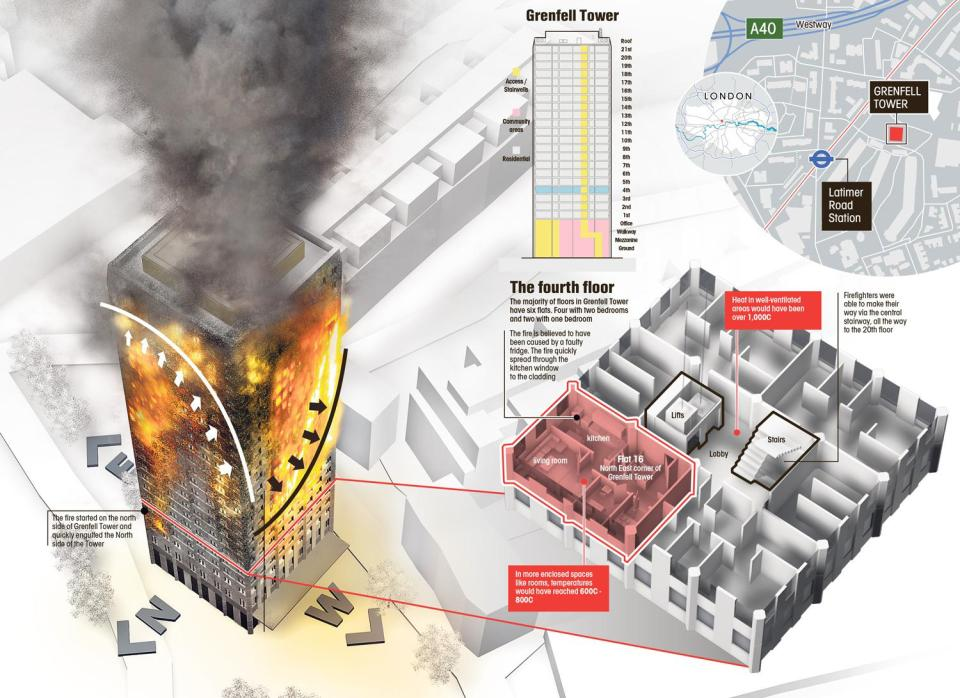 Grenfell Tower
Access /
Stairwells
Community
areas
Residential
Roof
21st
20th
19th
18th
17th
16th
15th
14th
13th
12th
11th
10th
9th
8th
7th
6th
5th
4th
3rd
2nd
1st
Office
Walkway
Mezzanine
Ground
A40
Westway
LONDON
GRENFELL
TOWER
Latimer
Road
Station
The fourth floor
The majority of floors in Grenfell Tower
have six flats. Four with two bedrooms
and two with one bedroom
The fire is believed to have
been caused by a faulty
fridge. The fire quickly
spread through the
kitchen window
to the cladding
Heat in well-ventilated
areas would have been
over 1,000C
Firefighters were
able to make their
way via the central
stairway, all the way
to the 20th floor
Lifts
Stairs
Lobby
kitchen
living room
Flat 16
North East corner of
Grenfell Tower
The fire started on the north
side of Grenfell Tower and
quickly engulfed the North
side of the Tower
In more enclosed spaces
like rooms, temperatures
would have reached 600C -
800C
E
N
W